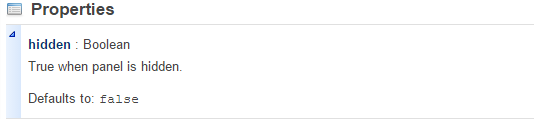 Properties
hidden : Boolean
True when panel is hidden.
Defaults to: false